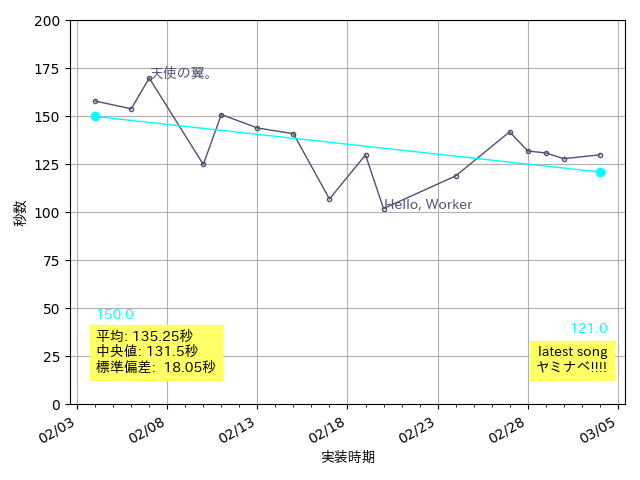 200
175
150
125
100
75
50
25
0
秒数
天使の翼。
Hello, Worker
150.0
平均: 135.25秒
中央値: 131.5秒
標準偏差: 18.05秒
121.0
latest song
ヤミナベ!!!!
02/03
02/08
02/13
02/18
02/23
02/28
03/05
実装時期